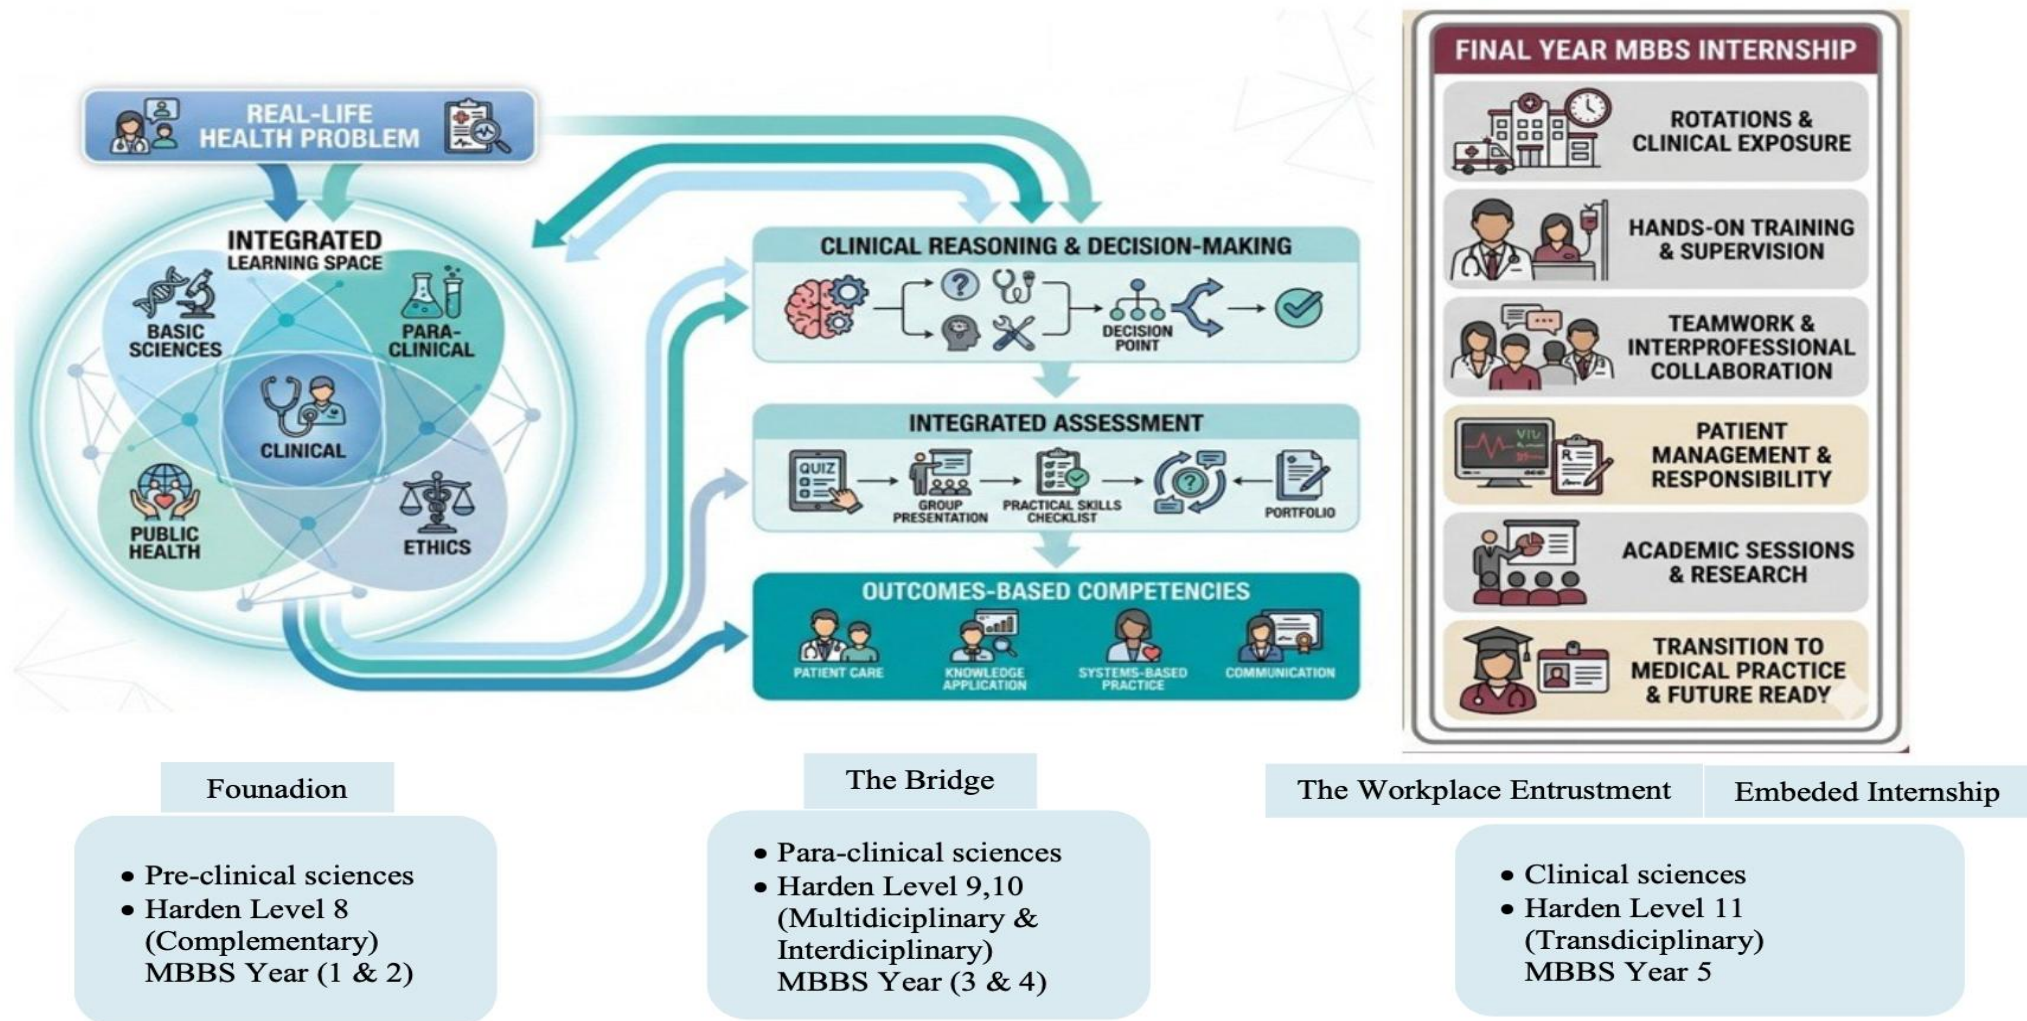 REAL-LIFE
HEALTH PROBLEM
INTEGRATED
LEARNING SPACE
BASIC
SCIENCES
PARA-
CLINICAL
CLINICAL
PUBLIC
HEALTH
ETHICS
CLINICAL REASONING & DECISION-MAKING
?
DECISION
POINT
INTEGRATED ASSESSMENT
QUIZ
?
GROUP
PRESENTATION
PRACTICAL SKILLS
CHECKLIST
PORTFOLIO
OUTCOMES-BASED COMPETENCIES
PATIENT CARE
KNOWLEDGE
APPLICATION
SYSTEMS-BASED
PRACTICE
COMMUNICATION
FINAL YEAR MBBS INTERNSHIP
ROTATIONS &
CLINICAL EXPOSURE
HANDS-ON TRAINING
& SUPERVISION
TEAMWORK &
INTERPROFESSIONAL
COLLABORATION
PATIENT
MANAGEMENT &
RESPONSIBILITY
ACADEMIC SESSIONS
& RESEARCH
TRANSITION TO
MEDICAL PRACTICE
& FUTURE READY
Founadion
• Pre-clinical sciences
• Harden Level 8
(Complementary)
MBBS Year (1 & 2)
The Bridge
• Para-clinical sciences
• Harden Level 9,10
(Multidiciplinary &
Interdiciplinary)
MBBS Year (3 & 4)
The Workplace Entrustment
Embeded Internship
• Clinical sciences
• Harden Level 11
(Transdiciplinary)
MBBS Year 5